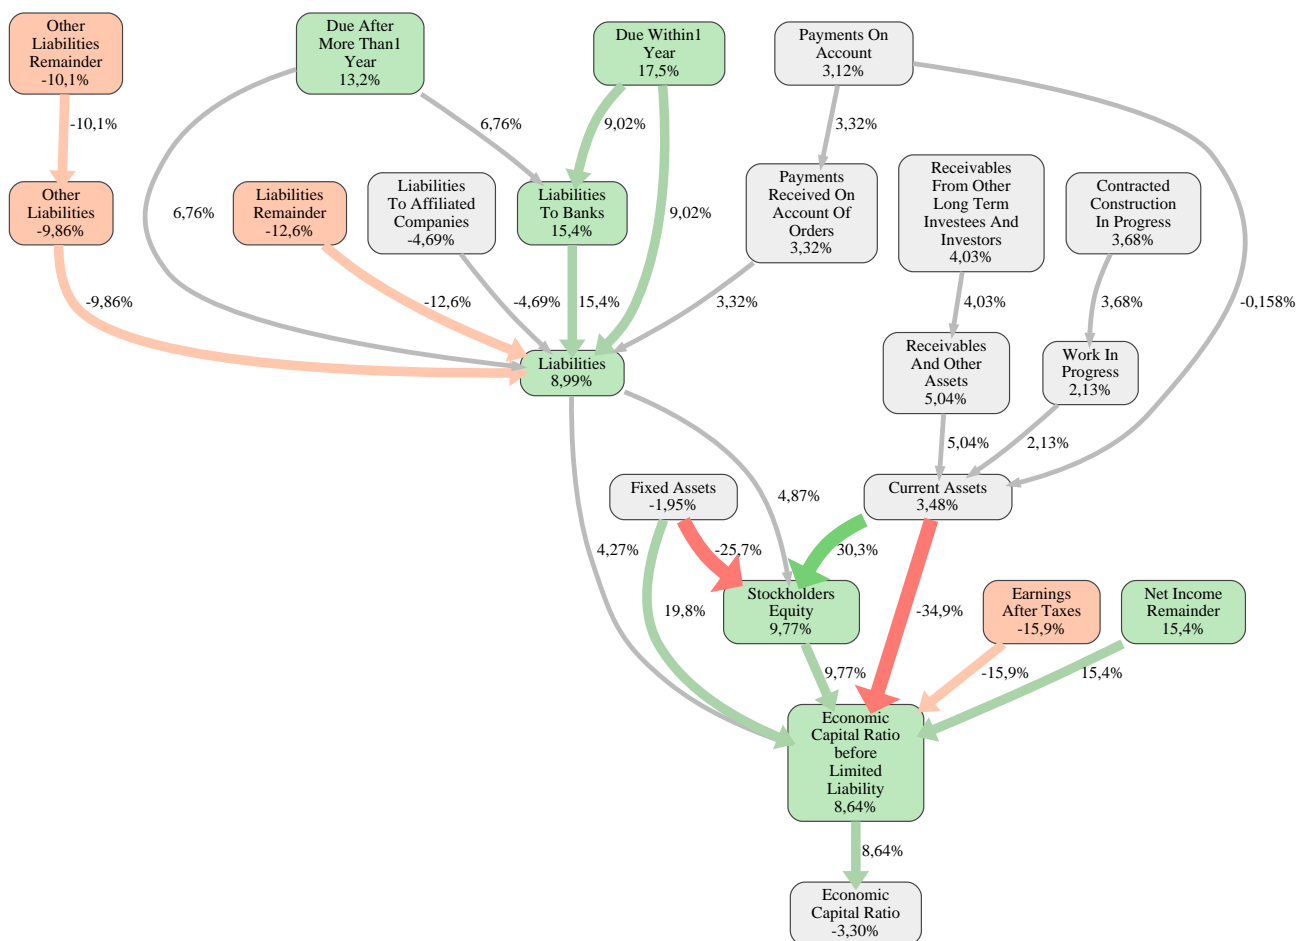 Other
Liabilities
Remainder
-10,1%
Due After
More Than1
Year
13,2%
Due Within1
Year
17,5%
Payments On
Account
3,12%
-10,1%
6,76%
9,02%
3,32%
Other
Liabilities
-9,86%
6,76%
Liabilities
Remainder
-12,6%
Liabilities
To Affiliated
Companies
-4,69%
Liabilities
To Banks
15,4%
9,02%
Payments
Received On
Account Of
Orders
3,32%
Receivables
From Other
Long Term
Investees And
Investors
4,03%
Contracted
Construction
In Progress
3,68%
-9,86%
-12,6%
-4,69%
15,4%
3,32%
4,03%
3,68%
-0,158%
Liabilities
8,99%
Receivables
And Other
Assets
5,04%
Work In
Progress
2,13%
5,04%
2,13%
Fixed Assets
-1,95%
4,87%
Current Assets
3,48%
4,27%
-25,7%
30,3%
19,8%
Stockholders
Equity
9,77%
-34,9%
Earnings
After Taxes
-15,9%
Net Income
Remainder
15,4%
9,77%
-15,9%
15,4%
Economic
Capital Ratio
before
Limited
Liability
8,64%
8,64%
Economic
Capital Ratio
-3,30%